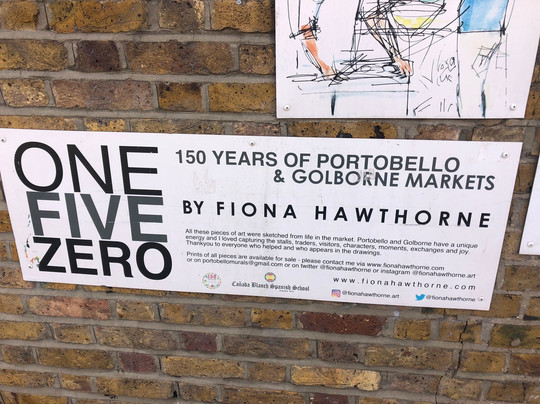 ONE
FIVE
ZERO
150 YEARS OF PORTOBELLO
& GOLBORNE MARKETS
BY FIONA HAWTHORNE
All these pieces of art were sketched from life in the market. Portobello and Golborne have a unique
energy and I loved capturing the stalls, traders, visitors, characters, moments, exchanges and joy.
Thankyou to everyone who helped and who appears in the drawings.
Prints of all pieces are available for sale - please contact me via www.fionahawthorne.com
or on portobellomurals@gmail.com or on twitter @fionahawthorne or instagram @fionahawthorne.art
Cañada Blanch Spanish School
www.fionahawthorne.com
@fionahawthorne.art @fionahawthorne